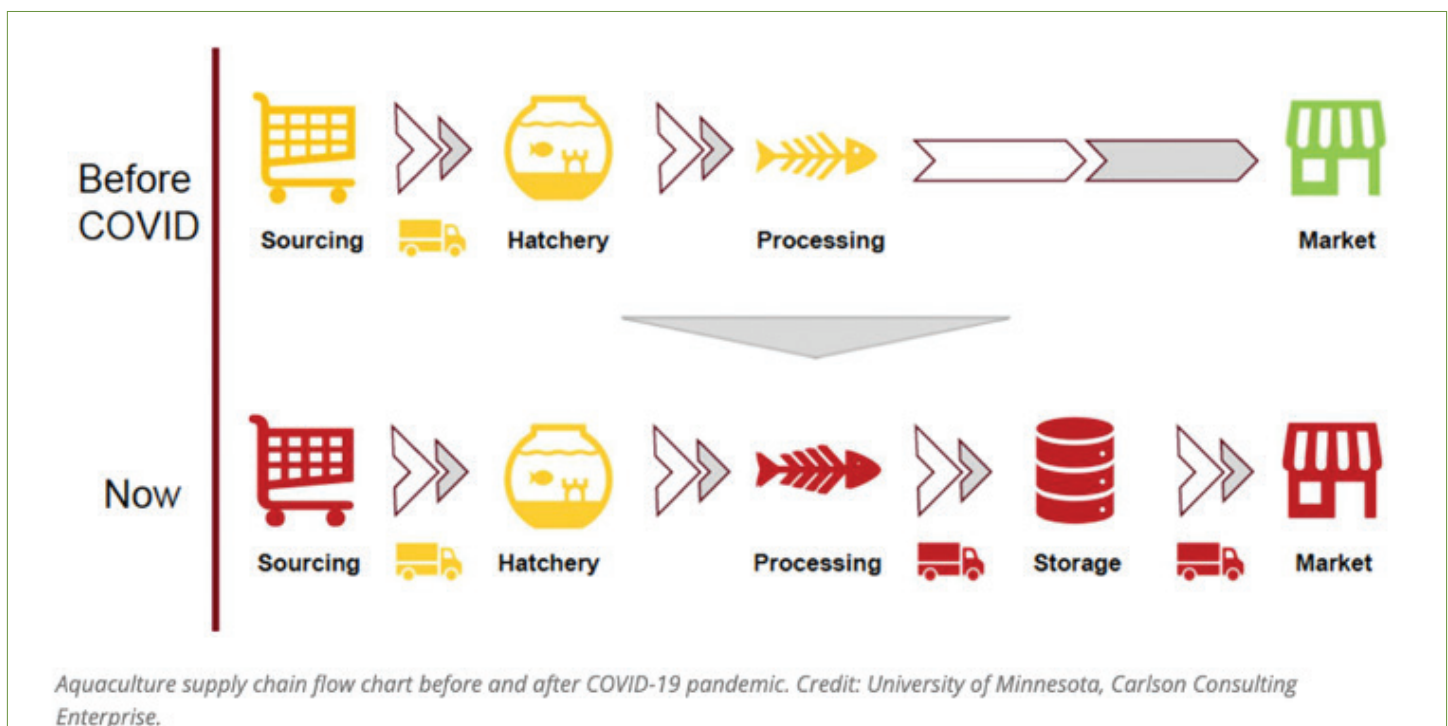 Before
COVID
Sourcing
Hatchery
Processing
Market
Now
Sourcing
Hatchery
Processing
Storage
Market
Aquaculture supply chain flow chart before and after COVID-19 pandemic. Credit: University of Minnesota, Carlson Consulting
Enterprise.